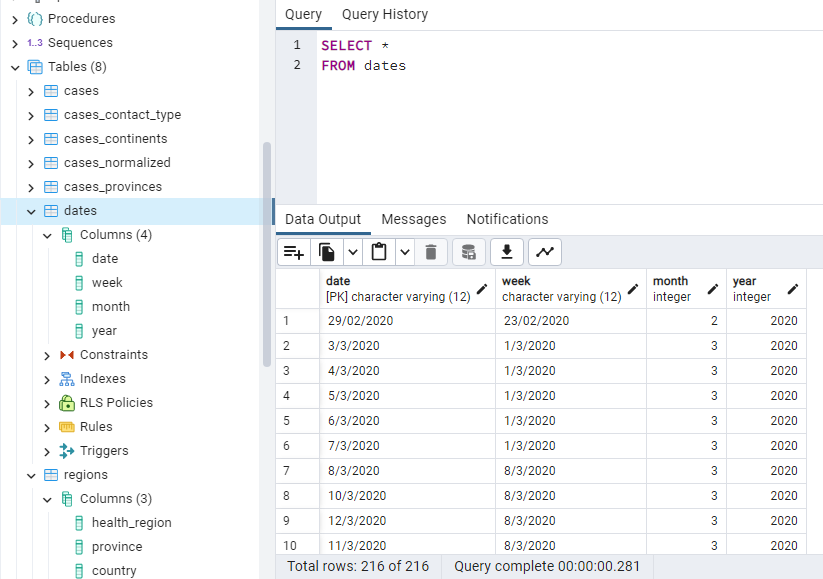 Procedures
1..3 Sequences
Tables (8)
cases
cases_contact_type
cases_continents
cases_normalized
cases_provinces
dates
Columns (4)
date
week
month
year
Constraints
Indexes
RLS Policies
Rules
Triggers
regions
Columns (3)
health_region
province
country
Query Query History
1 SELECT *
2 FROM dates
Data Output Messages Notifications
date week month year
[PK] character varying (12) character varying (12) integer integer
1 29/02/2020 23/02/2020 2 2020
2 3/3/2020 1/3/2020 3 2020
3 4/3/2020 1/3/2020 3 2020
4 5/3/2020 1/3/2020 3 2020
5 6/3/2020 1/3/2020 3 2020
6 7/3/2020 1/3/2020 3 2020
7 8/3/2020 8/3/2020 3 2020
8 10/3/2020 8/3/2020 3 2020
9 12/3/2020 8/3/2020 3 2020
10 11/3/2020 8/3/2020 3 2020
Total rows: 216 of 216 Query complete 00:00:00.281